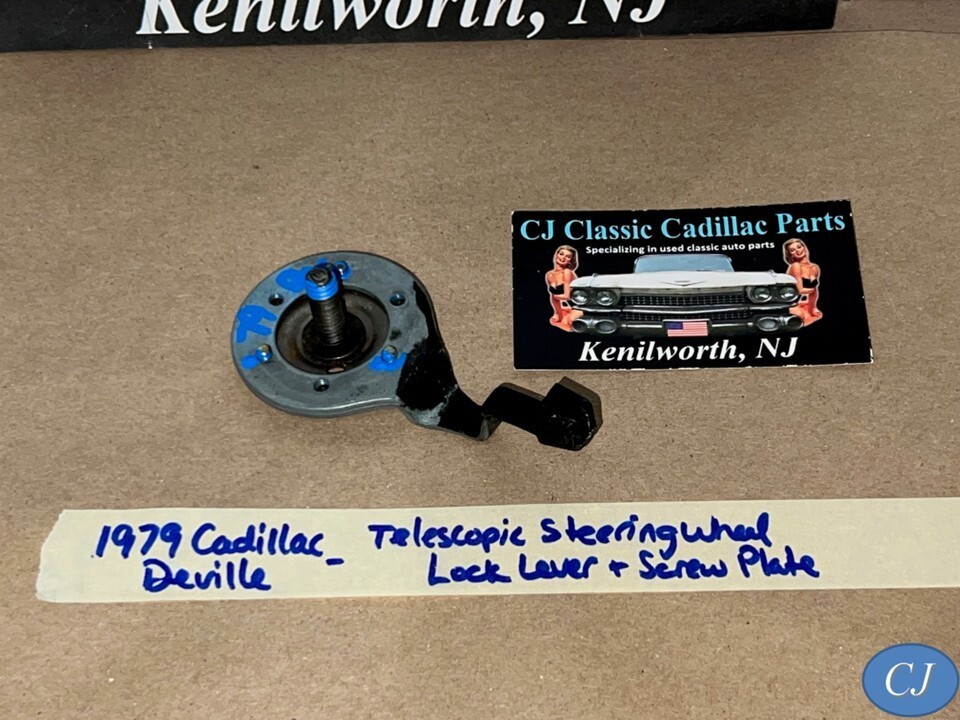 Kenilworth, NJ
CJ Classic Cadillac Parts
Specializing in used classic auto parts
Kenilworth, NJ
1979 Cadillac - Telescopic Steering Wheel
Deville Lock Lever + Screw Plate
CJ